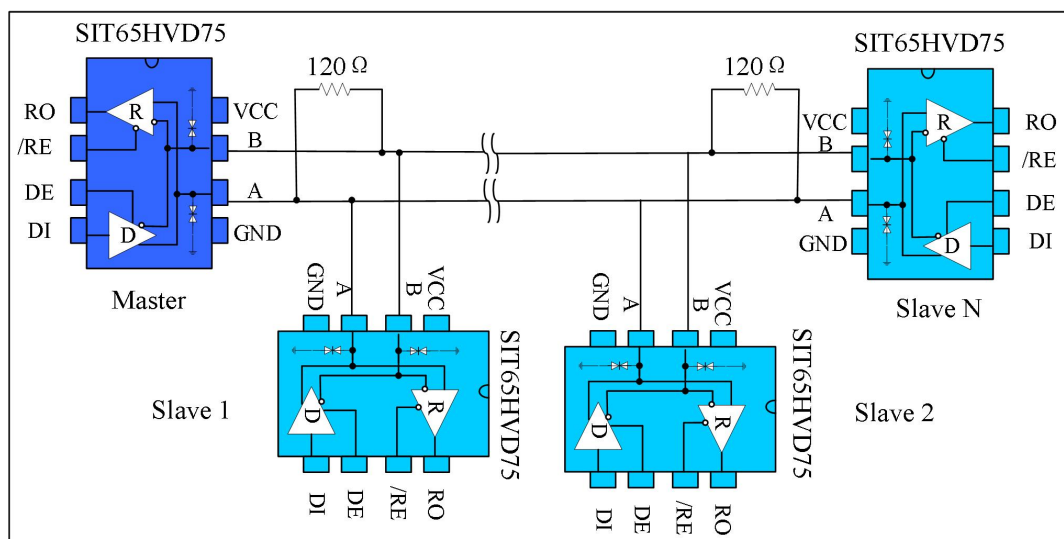 SIT65HVD75
RO
/RE
DE
DI
R
D
VCC
B
A
GND
Master
120 Ω
120 Ω
SIT65HVD75
VCC
B
A
GND
R
D
RO
/RE
DE
DI
Slave N
GND
A
B
VCC
D
R
SIT65HVD75
DI
DE
/RE
RO
Slave 1
GND
A
B
VCC
D
R
SIT65HVD75
DI
DE
/RE
RO
Slave 2